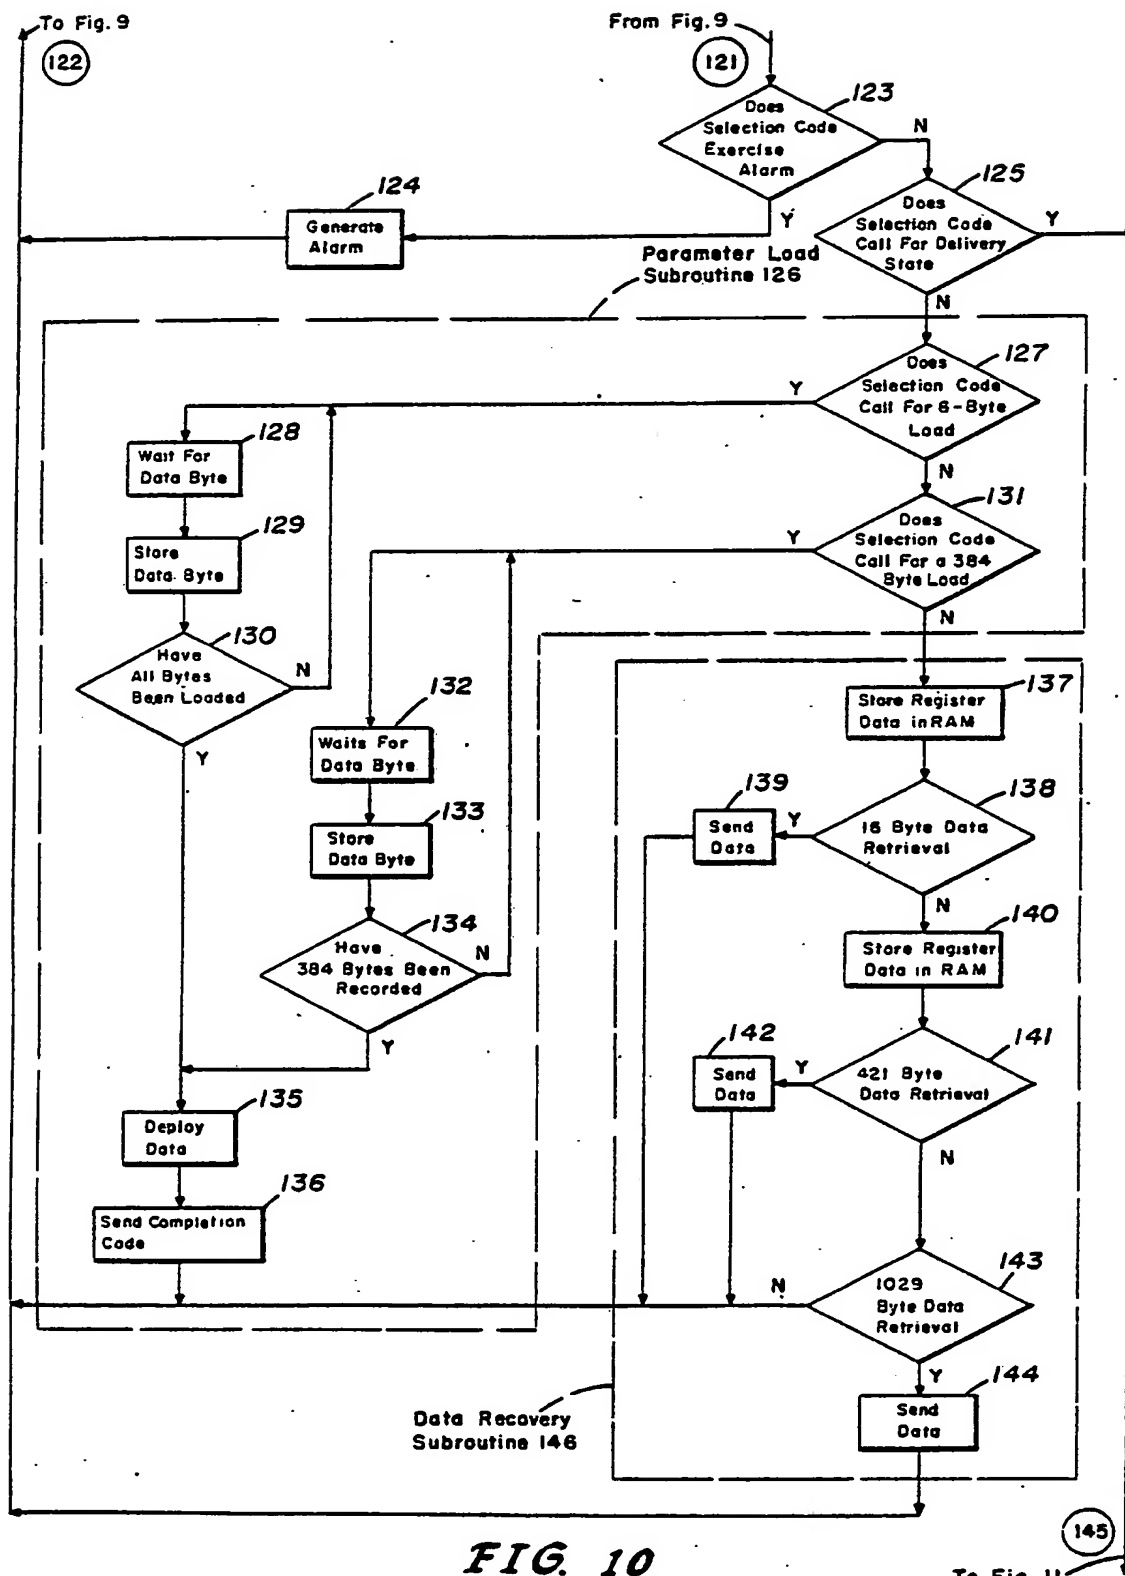 To Fig. 9
122
From Fig. 9
121
123
Does
Selection Code
Exercise
Alarm
N
Y
124
Generate
Alarm
125
Does
Selection Code
Call For Delivery
State
Y
N
Parameter Load
Subroutine 126
127
Does
Selection Code
Call For 6-Byte
Load
Y
N
128
Wait For
Data Byte
129
Store
Data Byte
130
Have
All Bytes
Been Loaded
N
Y
131
Does
Selection Code
Call For a 384
Byte Load
Y
N
132
Waits For
Data Byte
133
Store
Data Byte
134
Have
384 Bytes Been
Recorded
N
Y
135
Deploy
Data
136
Send Completion
Code
137
Store Register
Data in RAM
138
16 Byte Data
Retrieval
Y
N
139
Send
Data
140
Store Register
Data in RAM
141
421 Byte
Data Retrieval
Y
N
142
Send
Data
143
1029
Byte Data
Retrieval
N
Y
144
Send
Data
Data Recovery
Subroutine 146
145
To Fig. 11
FIG. 10